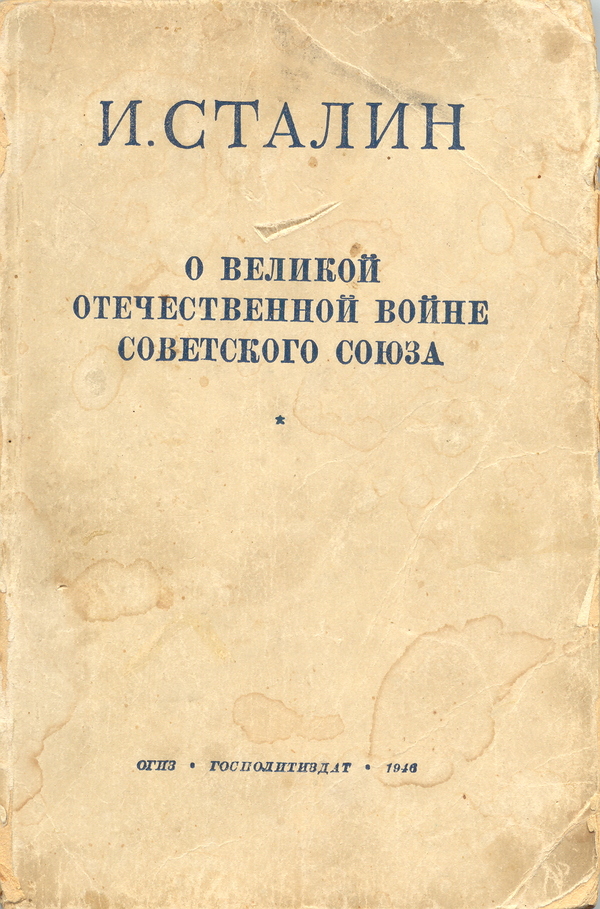 И. СТАЛИН
О ВЕЛИКОЙ
ОТЕЧЕСТВЕННОЙ ВОЙНЕ
СОВЕТСКОГО СОЮЗА
*
ОГИЗ • ГОСПОЛИТИЗДАТ • 1946